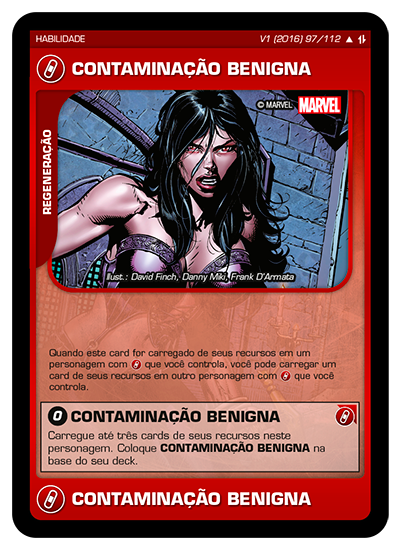 HABILIDADE
V1 (2016) 97/112
CONTAMINAÇÃO BENIGNA
REGENERAÇÃO
© MARVEL MARVEL
Ilust.: David Finch, Danny Miki, Frank D'Armata
Quando este card for carregado de seus recursos em um
personagem com que você controla, você pode carregar um
card de seus recursos em outro personagem com que você
controla.
0 CONTAMINAÇÃO BENIGNA
Carregue até três cards de seus recursos neste
personagem. Coloque CONTAMINAÇÃO BENIGNA na
base do seu deck.
CONTAMINAÇÃO BENIGNA